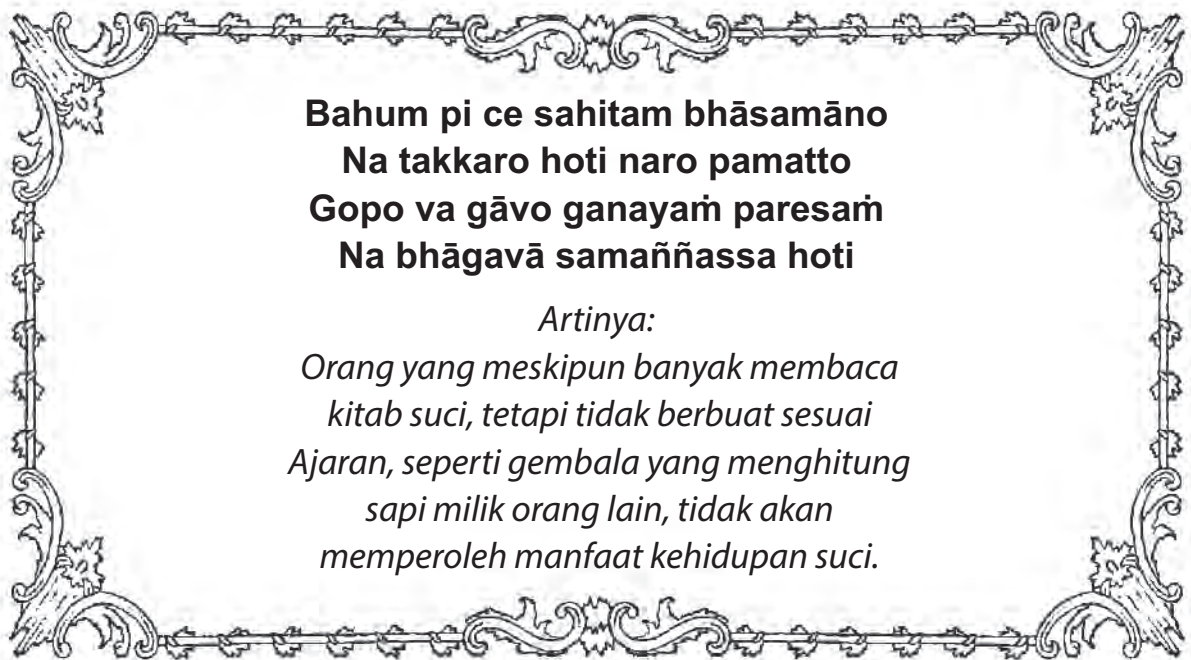 Bahum pi ce sahitam bhāsamāno
Na takkaro hoti naro pamatto
Gopo va gāvo ganayaṁ paresaṁ
Na bhāgavā samaññassa hoti
Artinya:
Orang yang meskipun banyak membaca
kitab suci, tetapi tidak berbuat sesuai
Ajaran, seperti gembala yang menghitung
sapi milik orang lain, tidak akan
memperoleh manfaat kehidupan suci.